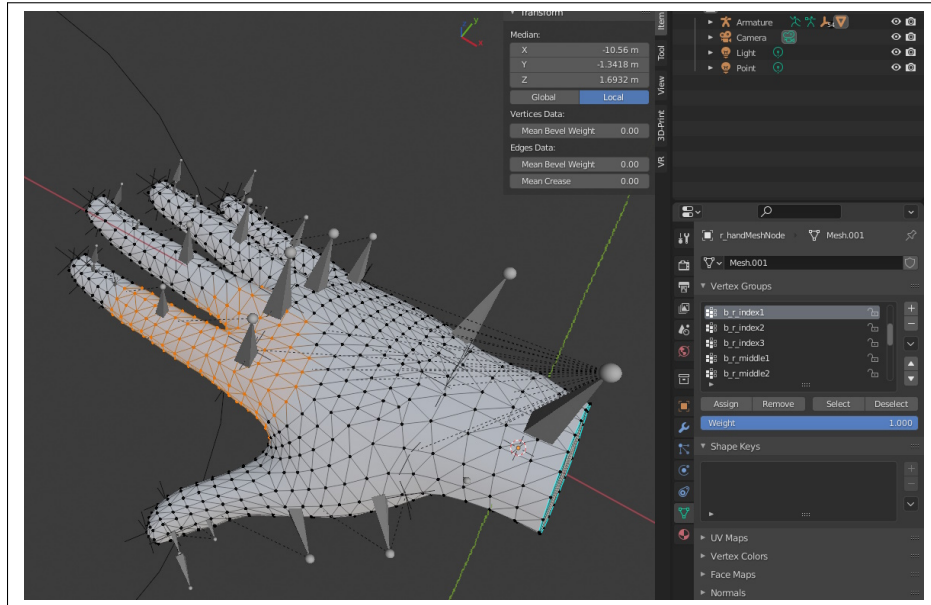 Transform
Median:
X -10.56 m
Y -1.3418 m
Z 1.6932 m
Global Local
Vertices Data:
Mean Bevel Weight 0.00
Edges Data:
Mean Bevel Weight 0.00
Mean Crease 0.00
Item
Tool
View
3D-Print
VR
y
x
Armature
Camera
Light
Point
r_handMeshNode Mesh.001
Mesh.001
Vertex Groups
b_r_index1
b_r_index2
b_r_index3
b_r_middle1
b_r_middle2
Assign Remove Select Deselect
Weight 1.000
Shape Keys
UV Maps
Vertex Colors
Face Maps
Normals